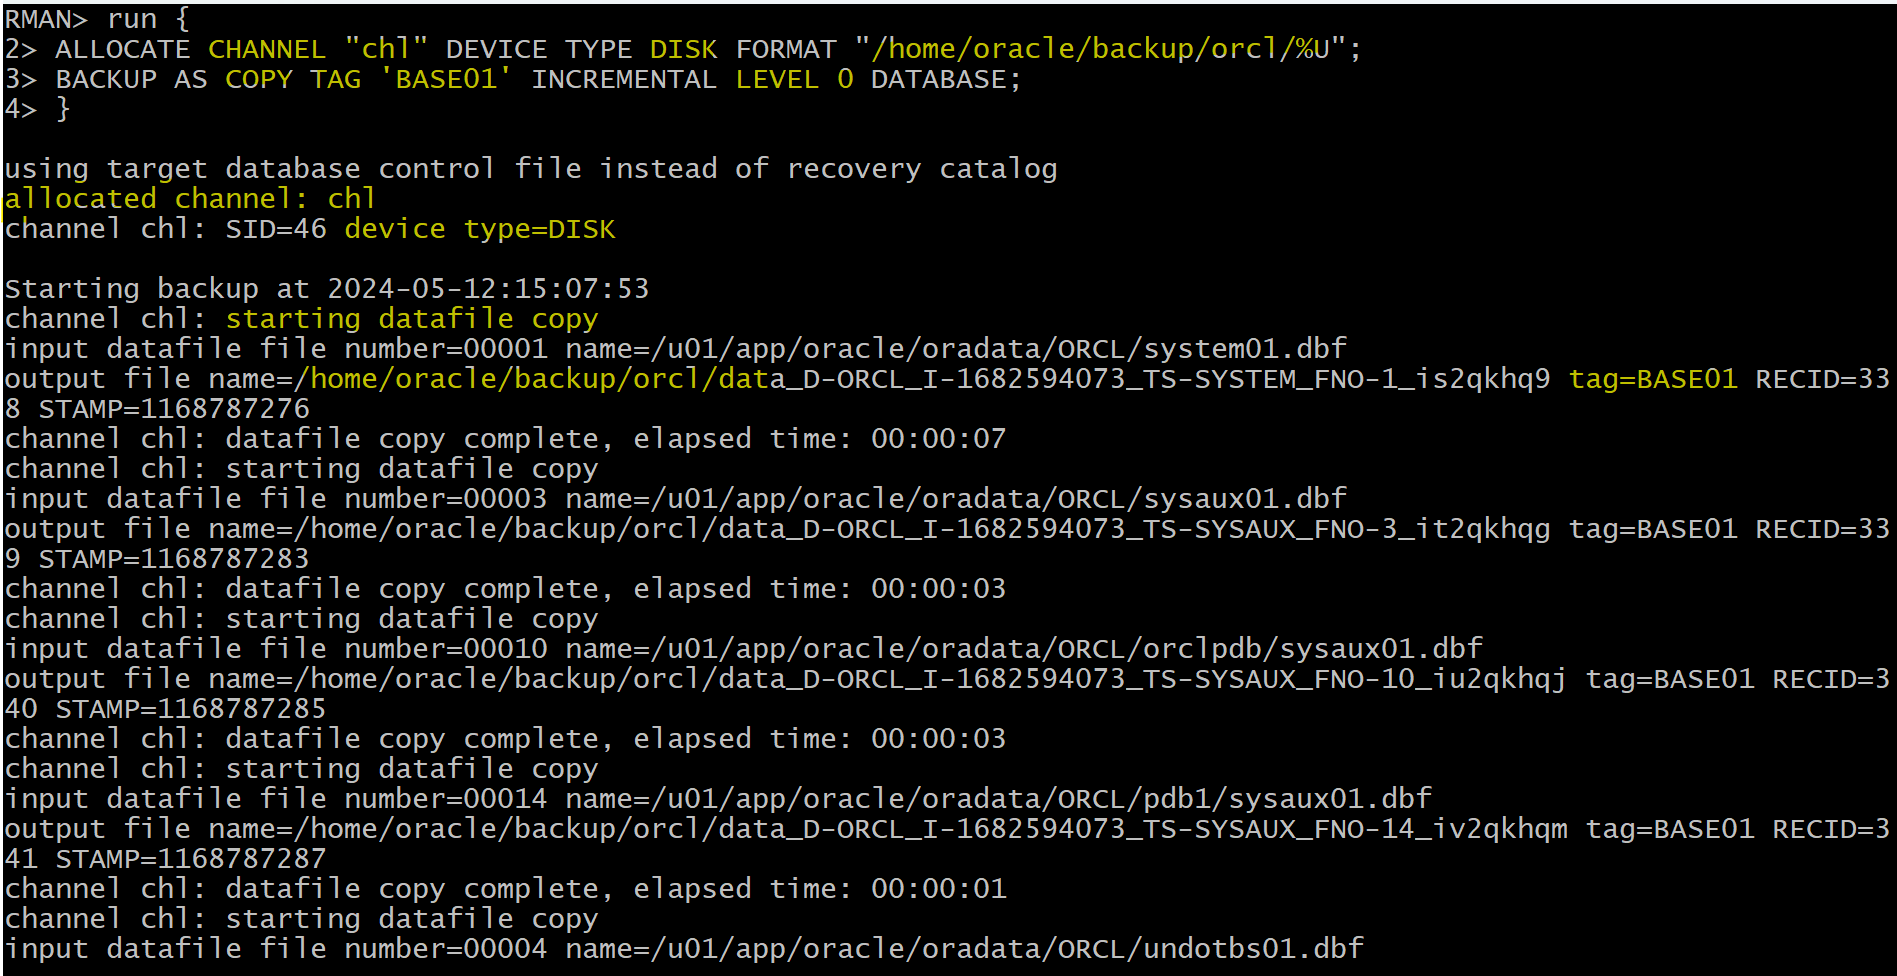 RMAN> run {
2> ALLOCATE CHANNEL "chl" DEVICE TYPE DISK FORMAT "/home/oracle/backup/orcl/%U";
3> BACKUP AS COPY TAG 'BASE01' INCREMENTAL LEVEL 0 DATABASE;
4> }
using target database control file instead of recovery catalog
allocated channel: chl
channel chl: SID=46 device type=DISK
Starting backup at 2024-05-12:15:07:53
channel chl: starting datafile copy
input datafile file number=00001 name=/u01/app/oracle/oradata/ORCL/system01.dbf
output file name=/home/oracle/backup/orcl/data_D-ORCL_I-1682594073_TS-SYSTEM_FNO-1_is2qkhq9 tag=BASE01 RECID=33
8 STAMP=1168787276
channel chl: datafile copy complete, elapsed time: 00:00:07
channel chl: starting datafile copy
input datafile file number=00003 name=/u01/app/oracle/oradata/ORCL/sysaux01.dbf
output file name=/home/oracle/backup/orcl/data_D-ORCL_I-1682594073_TS-SYSAUX_FNO-3_it2qkhqg tag=BASE01 RECID=33
9 STAMP=1168787283
channel chl: datafile copy complete, elapsed time: 00:00:03
channel chl: starting datafile copy
input datafile file number=00010 name=/u01/app/oracle/oradata/ORCL/orclpdb/sysaux01.dbf
output file name=/home/oracle/backup/orcl/data_D-ORCL_I-1682594073_TS-SYSAUX_FNO-10_iu2qkhqj tag=BASE01 RECID=3
40 STAMP=1168787285
channel chl: datafile copy complete, elapsed time: 00:00:03
channel chl: starting datafile copy
input datafile file number=00014 name=/u01/app/oracle/oradata/ORCL/pdb1/sysaux01.dbf
output file name=/home/oracle/backup/orcl/data_D-ORCL_I-1682594073_TS-SYSAUX_FNO-14_iv2qkhqm tag=BASE01 RECID=3
41 STAMP=1168787287
channel chl: datafile copy complete, elapsed time: 00:00:01
channel chl: starting datafile copy
input datafile file number=00004 name=/u01/app/oracle/oradata/ORCL/undotbs01.dbf